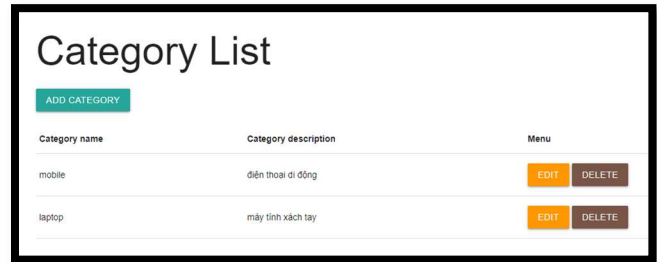 Category List
ADD CATEGORY
Category name Category description Menu
mobile điện thoại di động EDIT DELETE
laptop máy tính xách tay EDIT DELETE